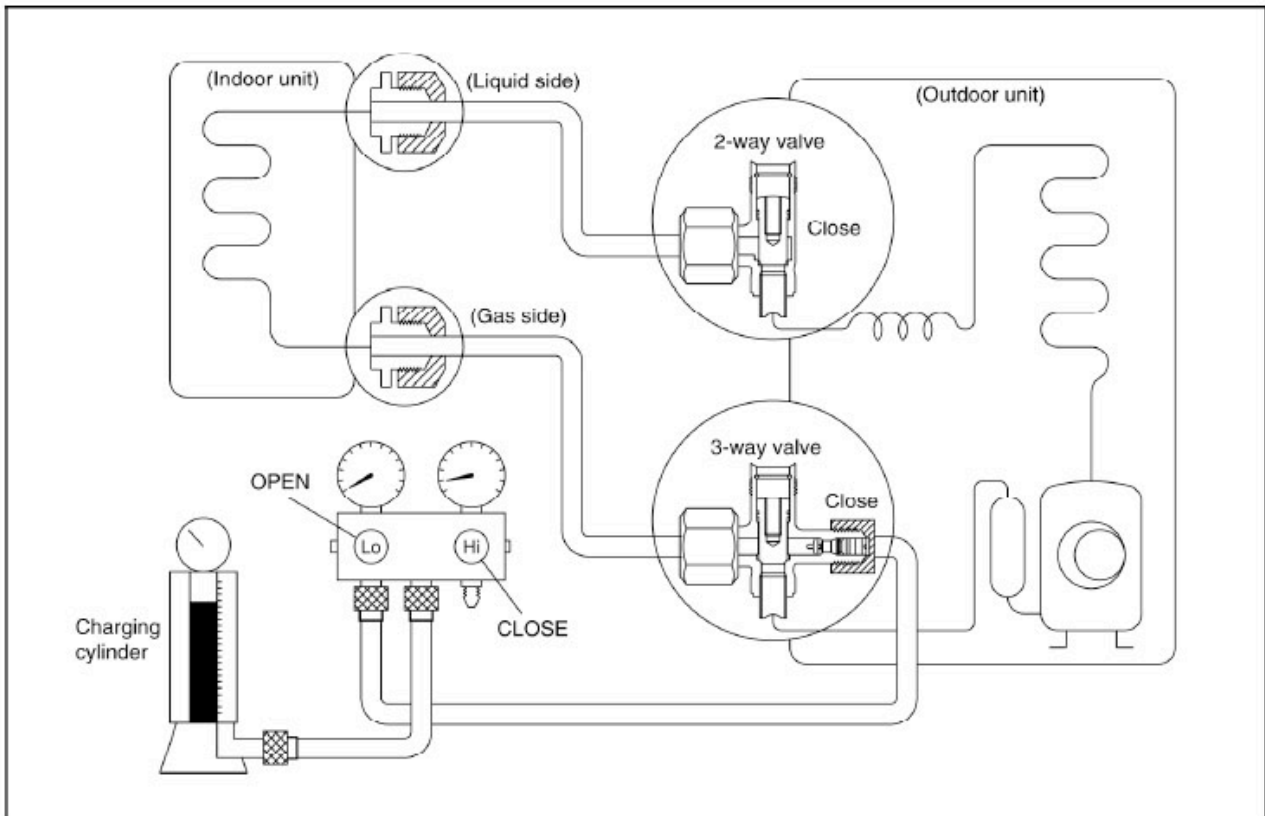 (Indoor unit)
(Liquid side)
(Outdoor unit)
2-way valve
Close
(Gas side)
3-way valve
Close
OPEN
Lo
Hi
CLOSE
Charging
cylinder